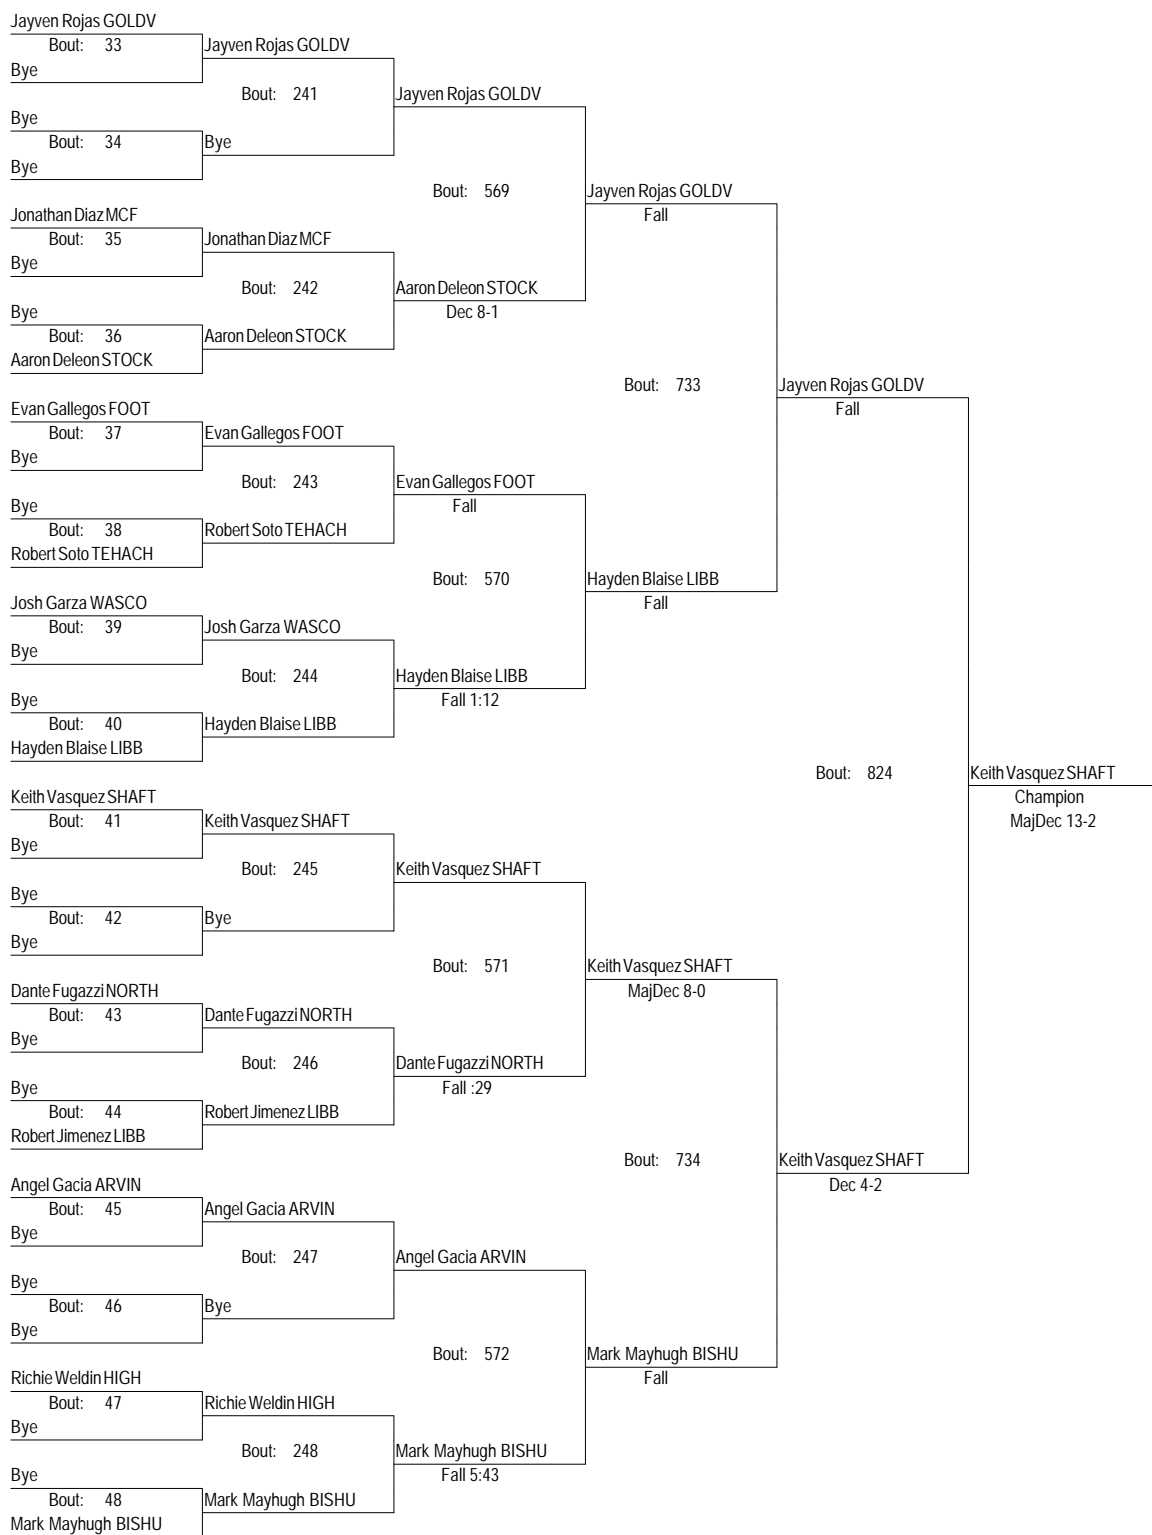 Jayven Rojas GOLDV
Bout: 33
Jayven Rojas GOLDV
Bye
Bout: 241
Jayven Rojas GOLDV
Bye
Bout: 34
Bye
Bye
Bout: 569
Jayven Rojas GOLDV
Fall
Jonathan Diaz MCF
Bout: 35
Jonathan Diaz MCF
Bye
Bout: 242
Aaron Deleon STOCK
Dec 8-1
Bye
Bout: 36
Aaron Deleon STOCK
Aaron Deleon STOCK
Bout: 733
Jayven Rojas GOLDV
Fall
Evan Gallegos FOOT
Bout: 37
Evan Gallegos FOOT
Bye
Bout: 243
Evan Gallegos FOOT
Fall
Bye
Bout: 38
Robert Soto TEHACH
Robert Soto TEHACH
Bout: 570
Hayden Blaise LIBB
Fall
Josh Garza WASCO
Bout: 39
Josh Garza WASCO
Bye
Bout: 244
Hayden Blaise LIBB
Fall 1:12
Bye
Bout: 40
Hayden Blaise LIBB
Hayden Blaise LIBB
Bout: 824
Keith Vasquez SHAFT
Champion
MajDec 13-2
Keith Vasquez SHAFT
Bout: 41
Keith Vasquez SHAFT
Bye
Bout: 245
Keith Vasquez SHAFT
Bye
Bout: 42
Bye
Bye
Bout: 571
Keith Vasquez SHAFT
MajDec 8-0
Dante Fugazzi NORTH
Bout: 43
Dante Fugazzi NORTH
Bye
Bout: 246
Dante Fugazzi NORTH
Fall :29
Bye
Bout: 44
Robert Jimenez LIBB
Robert Jimenez LIBB
Bout: 734
Keith Vasquez SHAFT
Dec 4-2
Angel Gacia ARVIN
Bout: 45
Angel Gacia ARVIN
Bye
Bout: 247
Angel Gacia ARVIN
Bye
Bout: 46
Bye
Bye
Bout: 572
Mark Mayhugh BISHU
Fall
Richie Weldin HIGH
Bout: 47
Richie Weldin HIGH
Bye
Bout: 248
Mark Mayhugh BISHU
Fall 5:43
Bye
Bout: 48
Mark Mayhugh BISHU
Mark Mayhugh BISHU